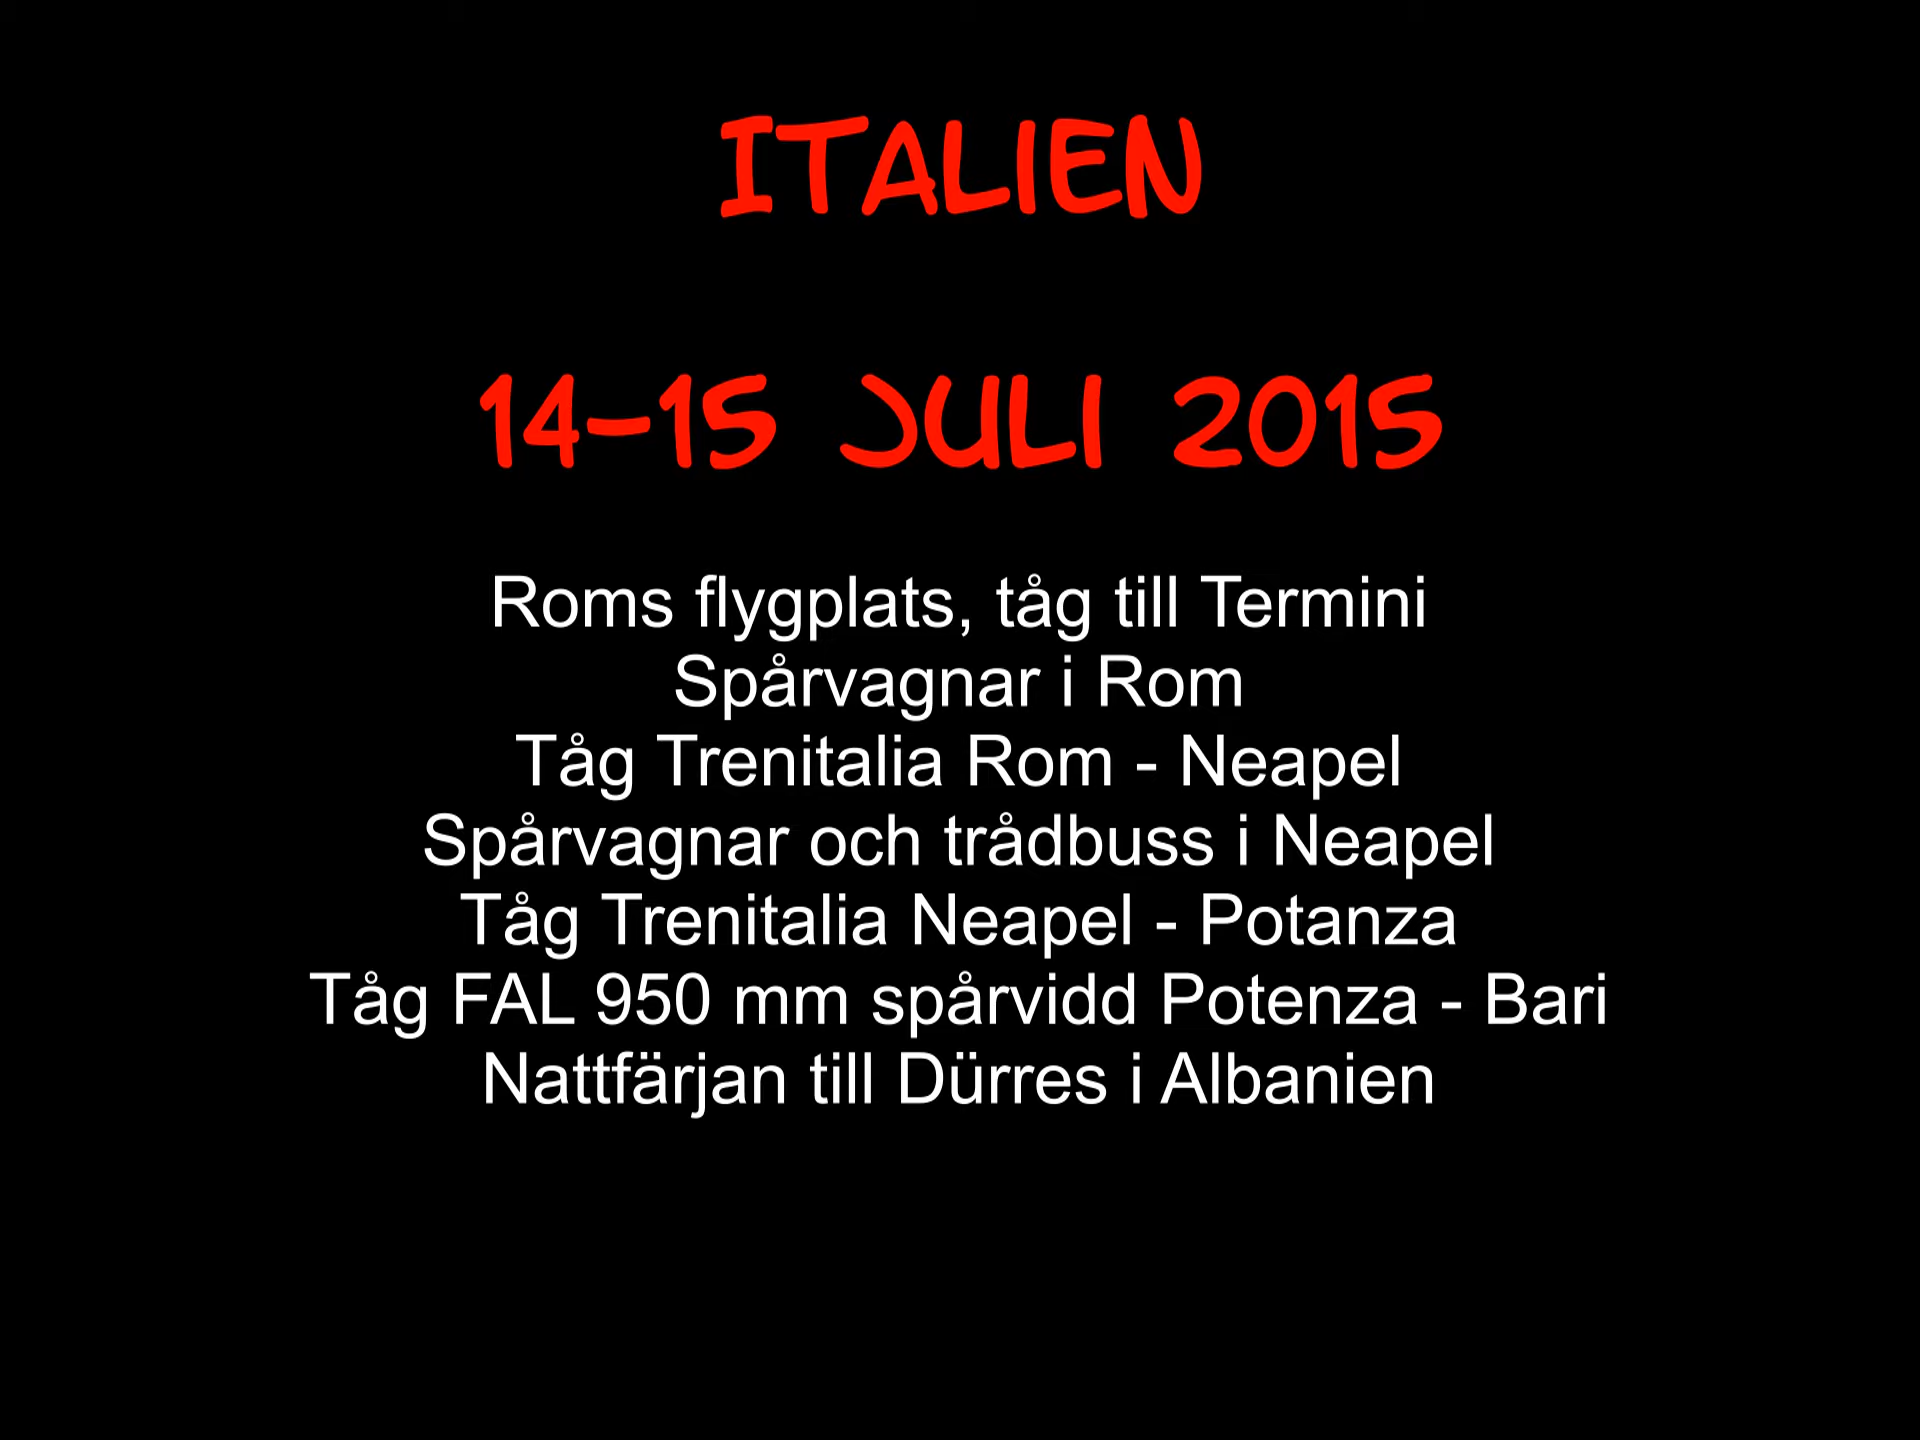 ITALIEN
14-15 JULI 2015
Roms flygplats, tåg till Termini
Spårvagnar i Rom
Tåg Trenitalia Rom - Neapel
Spårvagnar och trådbuss i Neapel
Tåg Trenitalia Neapel - Potanza
Tåg FAL 950 mm spårvidd Potenza - Bari
Nattfärjan till Dürres i Albanien